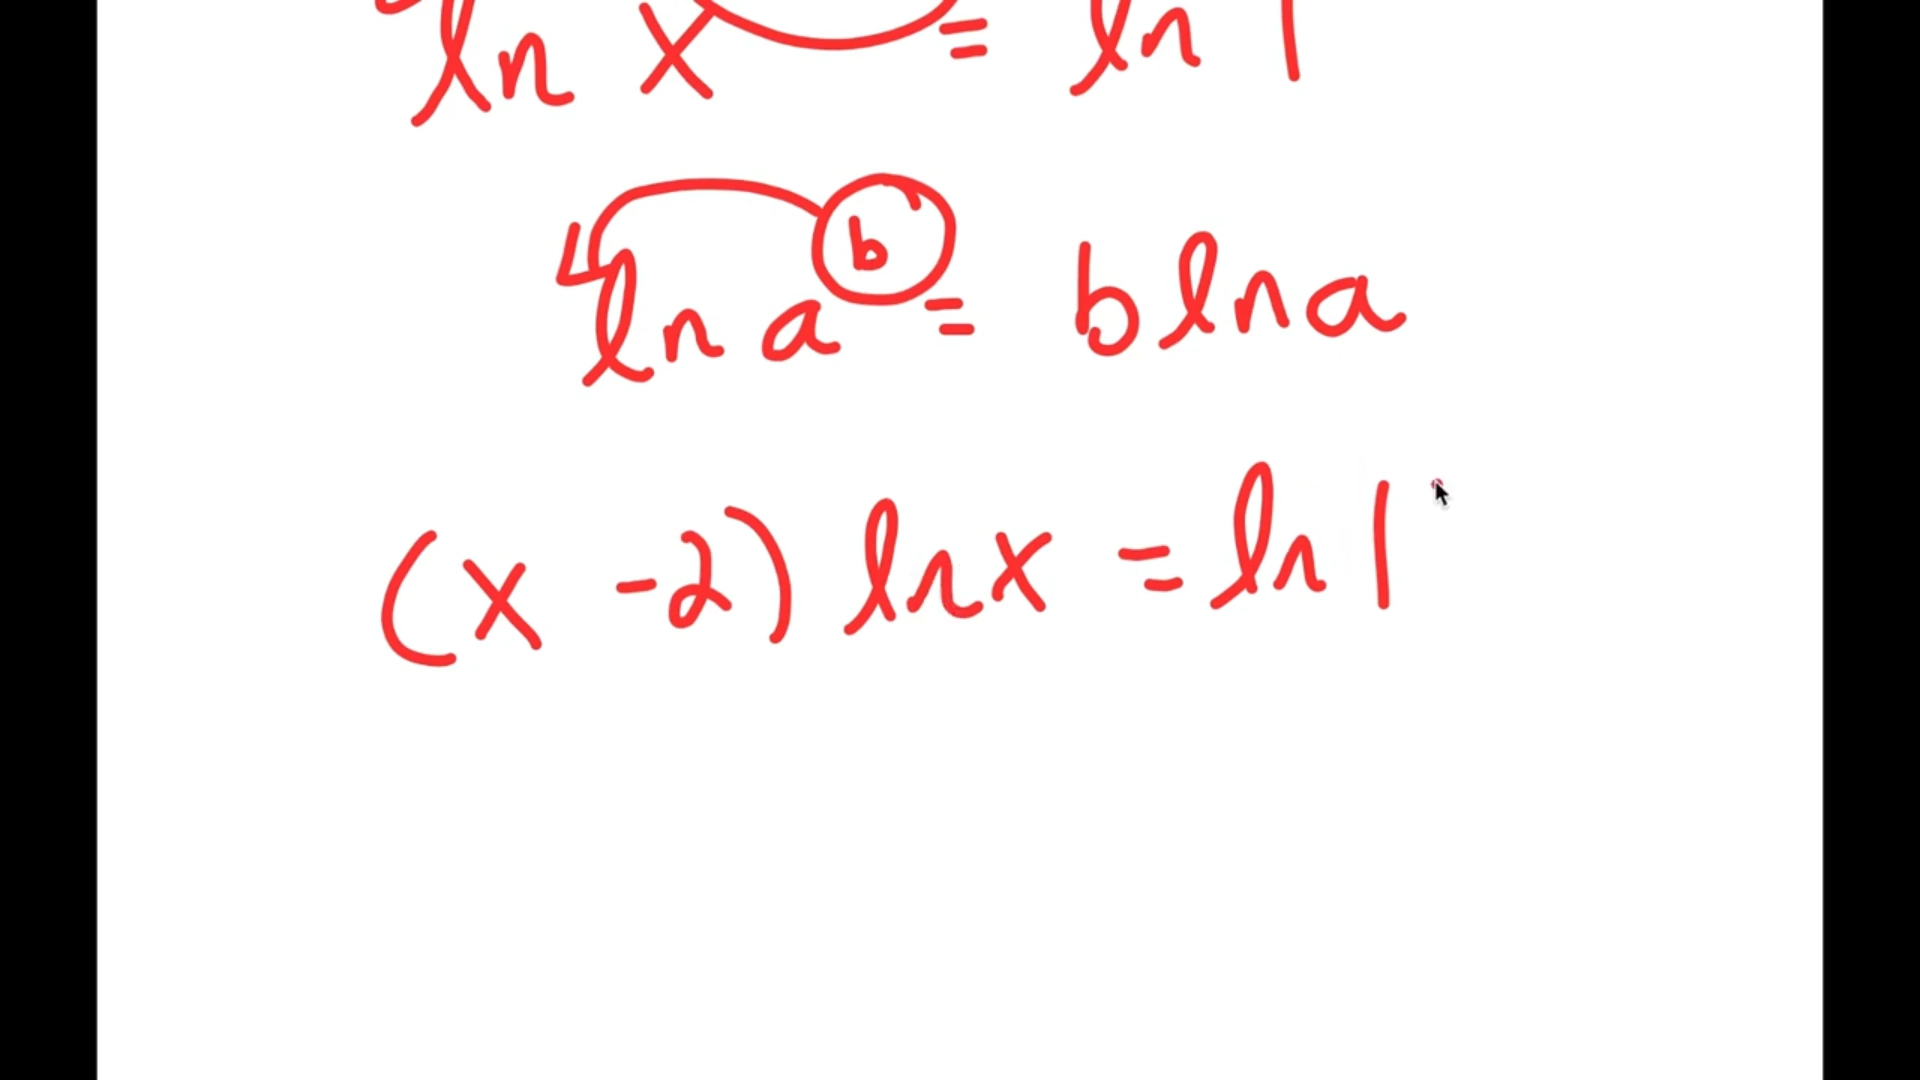 ln x = ln 1
ln a^b = b ln a
(x - 2) ln x = ln 1